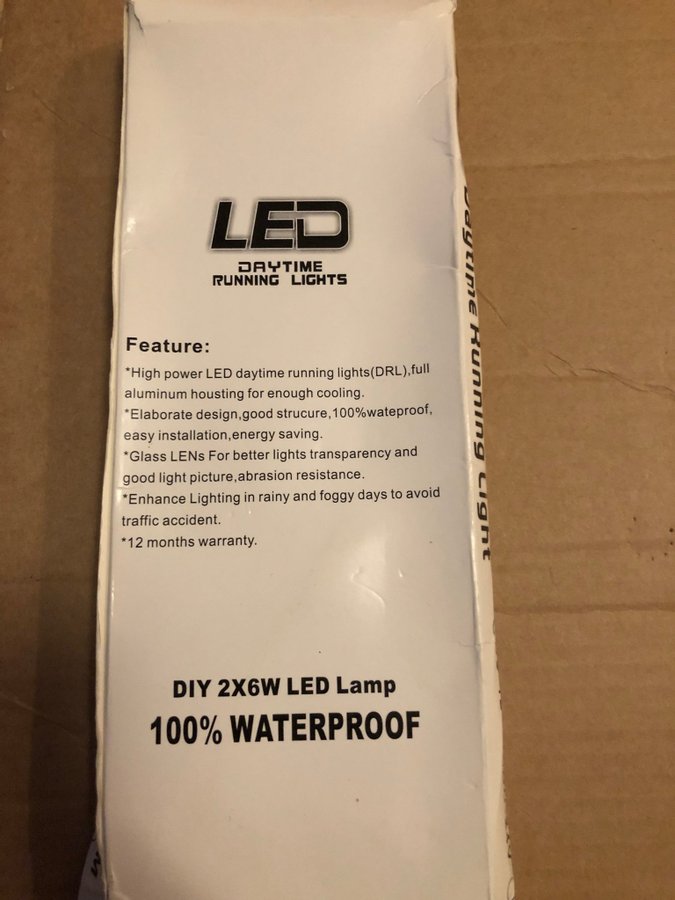 LED
DAYTIME
RUNNING LIGHTS
Feature:
*High power LED daytime running lights(DRL),full
aluminum housting for enough cooling.
*Elaborate design,good strucure,100%wateproof,
easy installation,energy saving.
*Glass LENs For better lights transparency and
good light picture,abrasion resistance.
*Enhance Lighting in rainy and foggy days to avoid
traffic accident.
*12 months warranty.
DIY 2X6W LED Lamp
100% WATERPROOF
Daytime Running Light